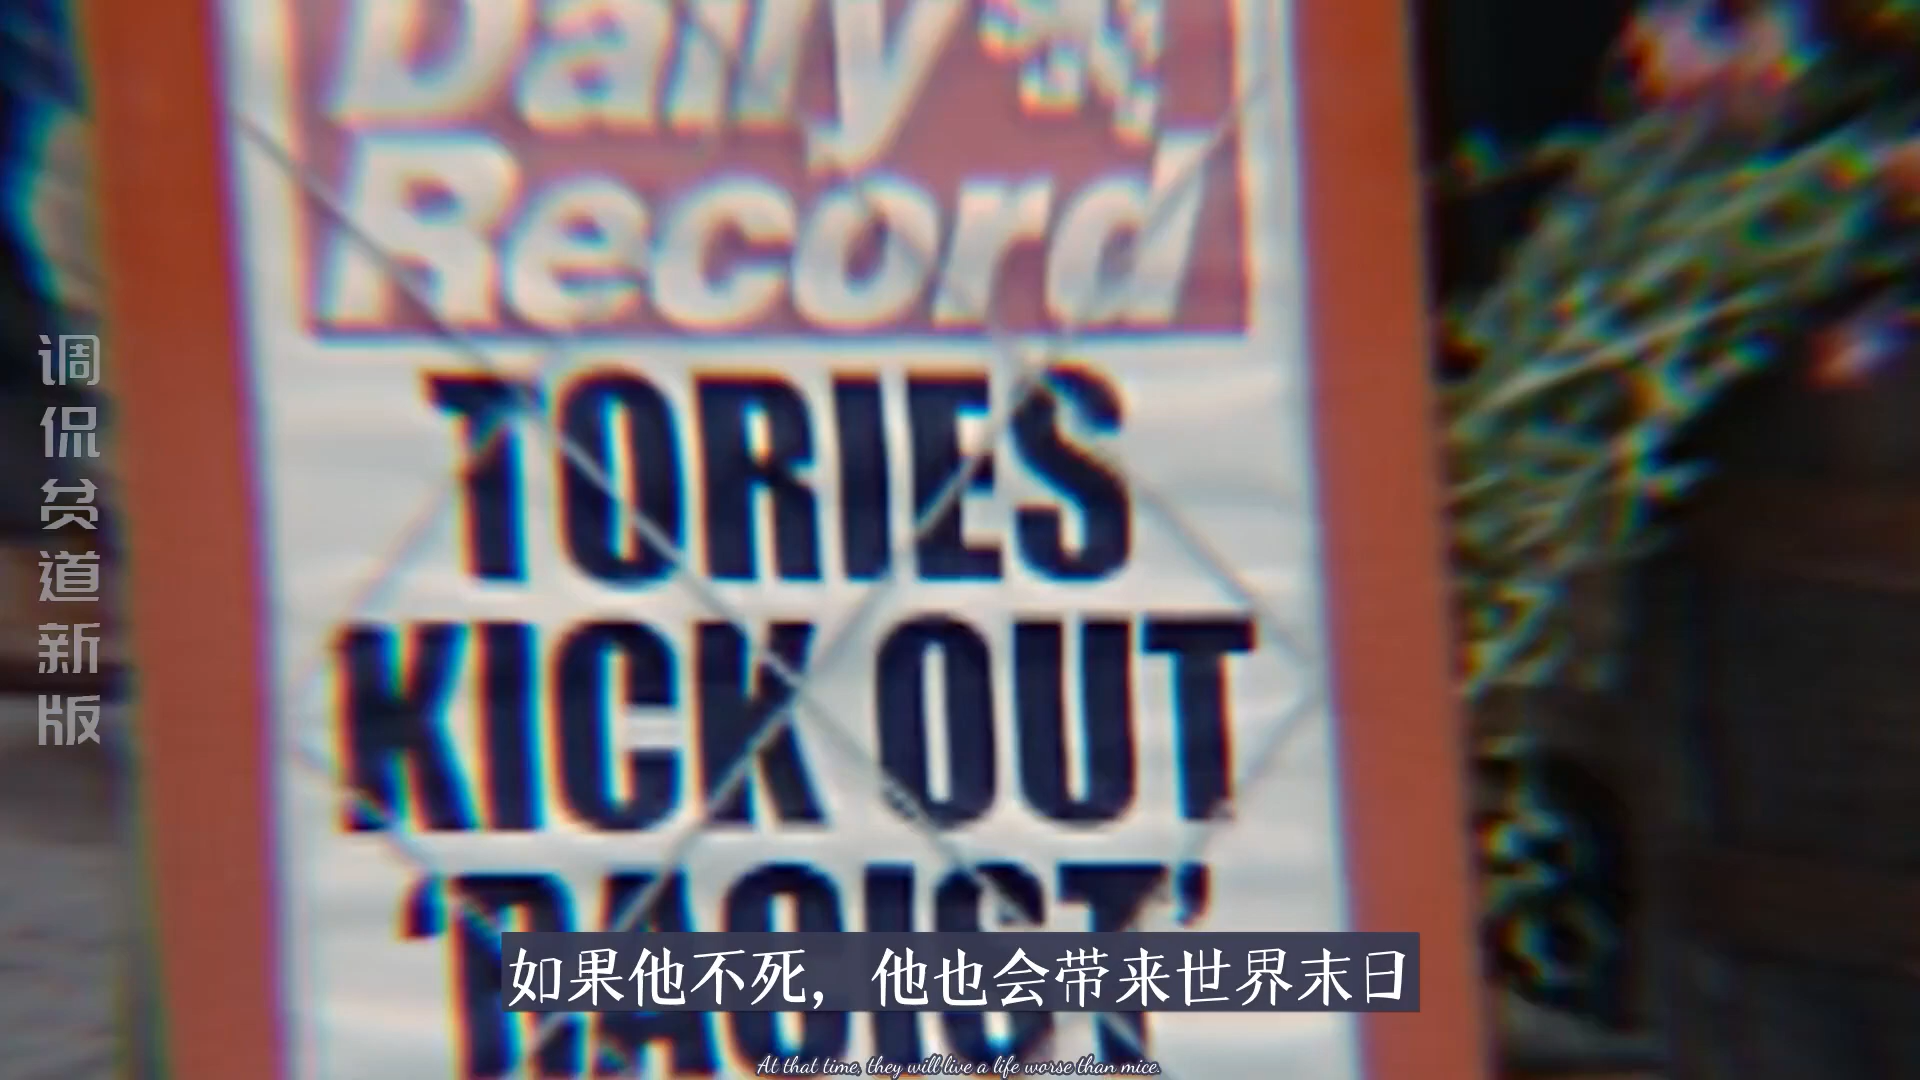 Daily
Record
TORIES
KICK OUT
'RACIST'
调侃贫道新版
如果他不死，他也会带来世界末日
At that time, they will live a life worse than mice.